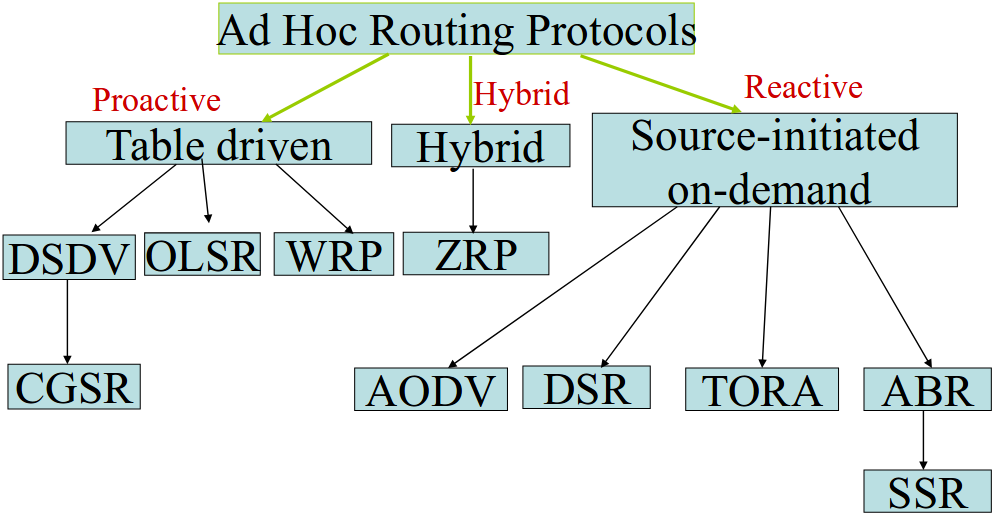 Ad Hoc Routing Protocols
Proactive
Hybrid
Reactive
Table driven
Hybrid
Source-initiated
on-demand
DSDV
OLSR
WRP
ZRP
CGSR
AODV
DSR
TORA
ABR
SSR